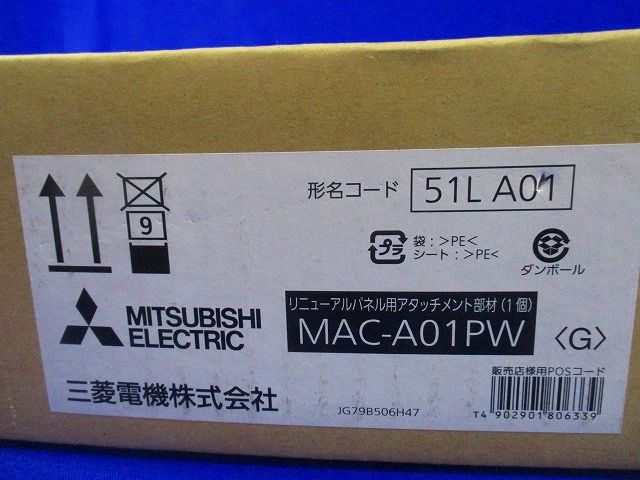 形名コード 51L A01
9
プラ
袋：＞PE＜
シート：＞PE＜
ダンボール
MITSUBISHI
ELECTRIC
リニューアルパネル用アタッチメント部材（1個）
MAC-A01PW
〈G〉
三菱電機株式会社
販売店様用POSコード
JG79B506H47
T4 902901 806339